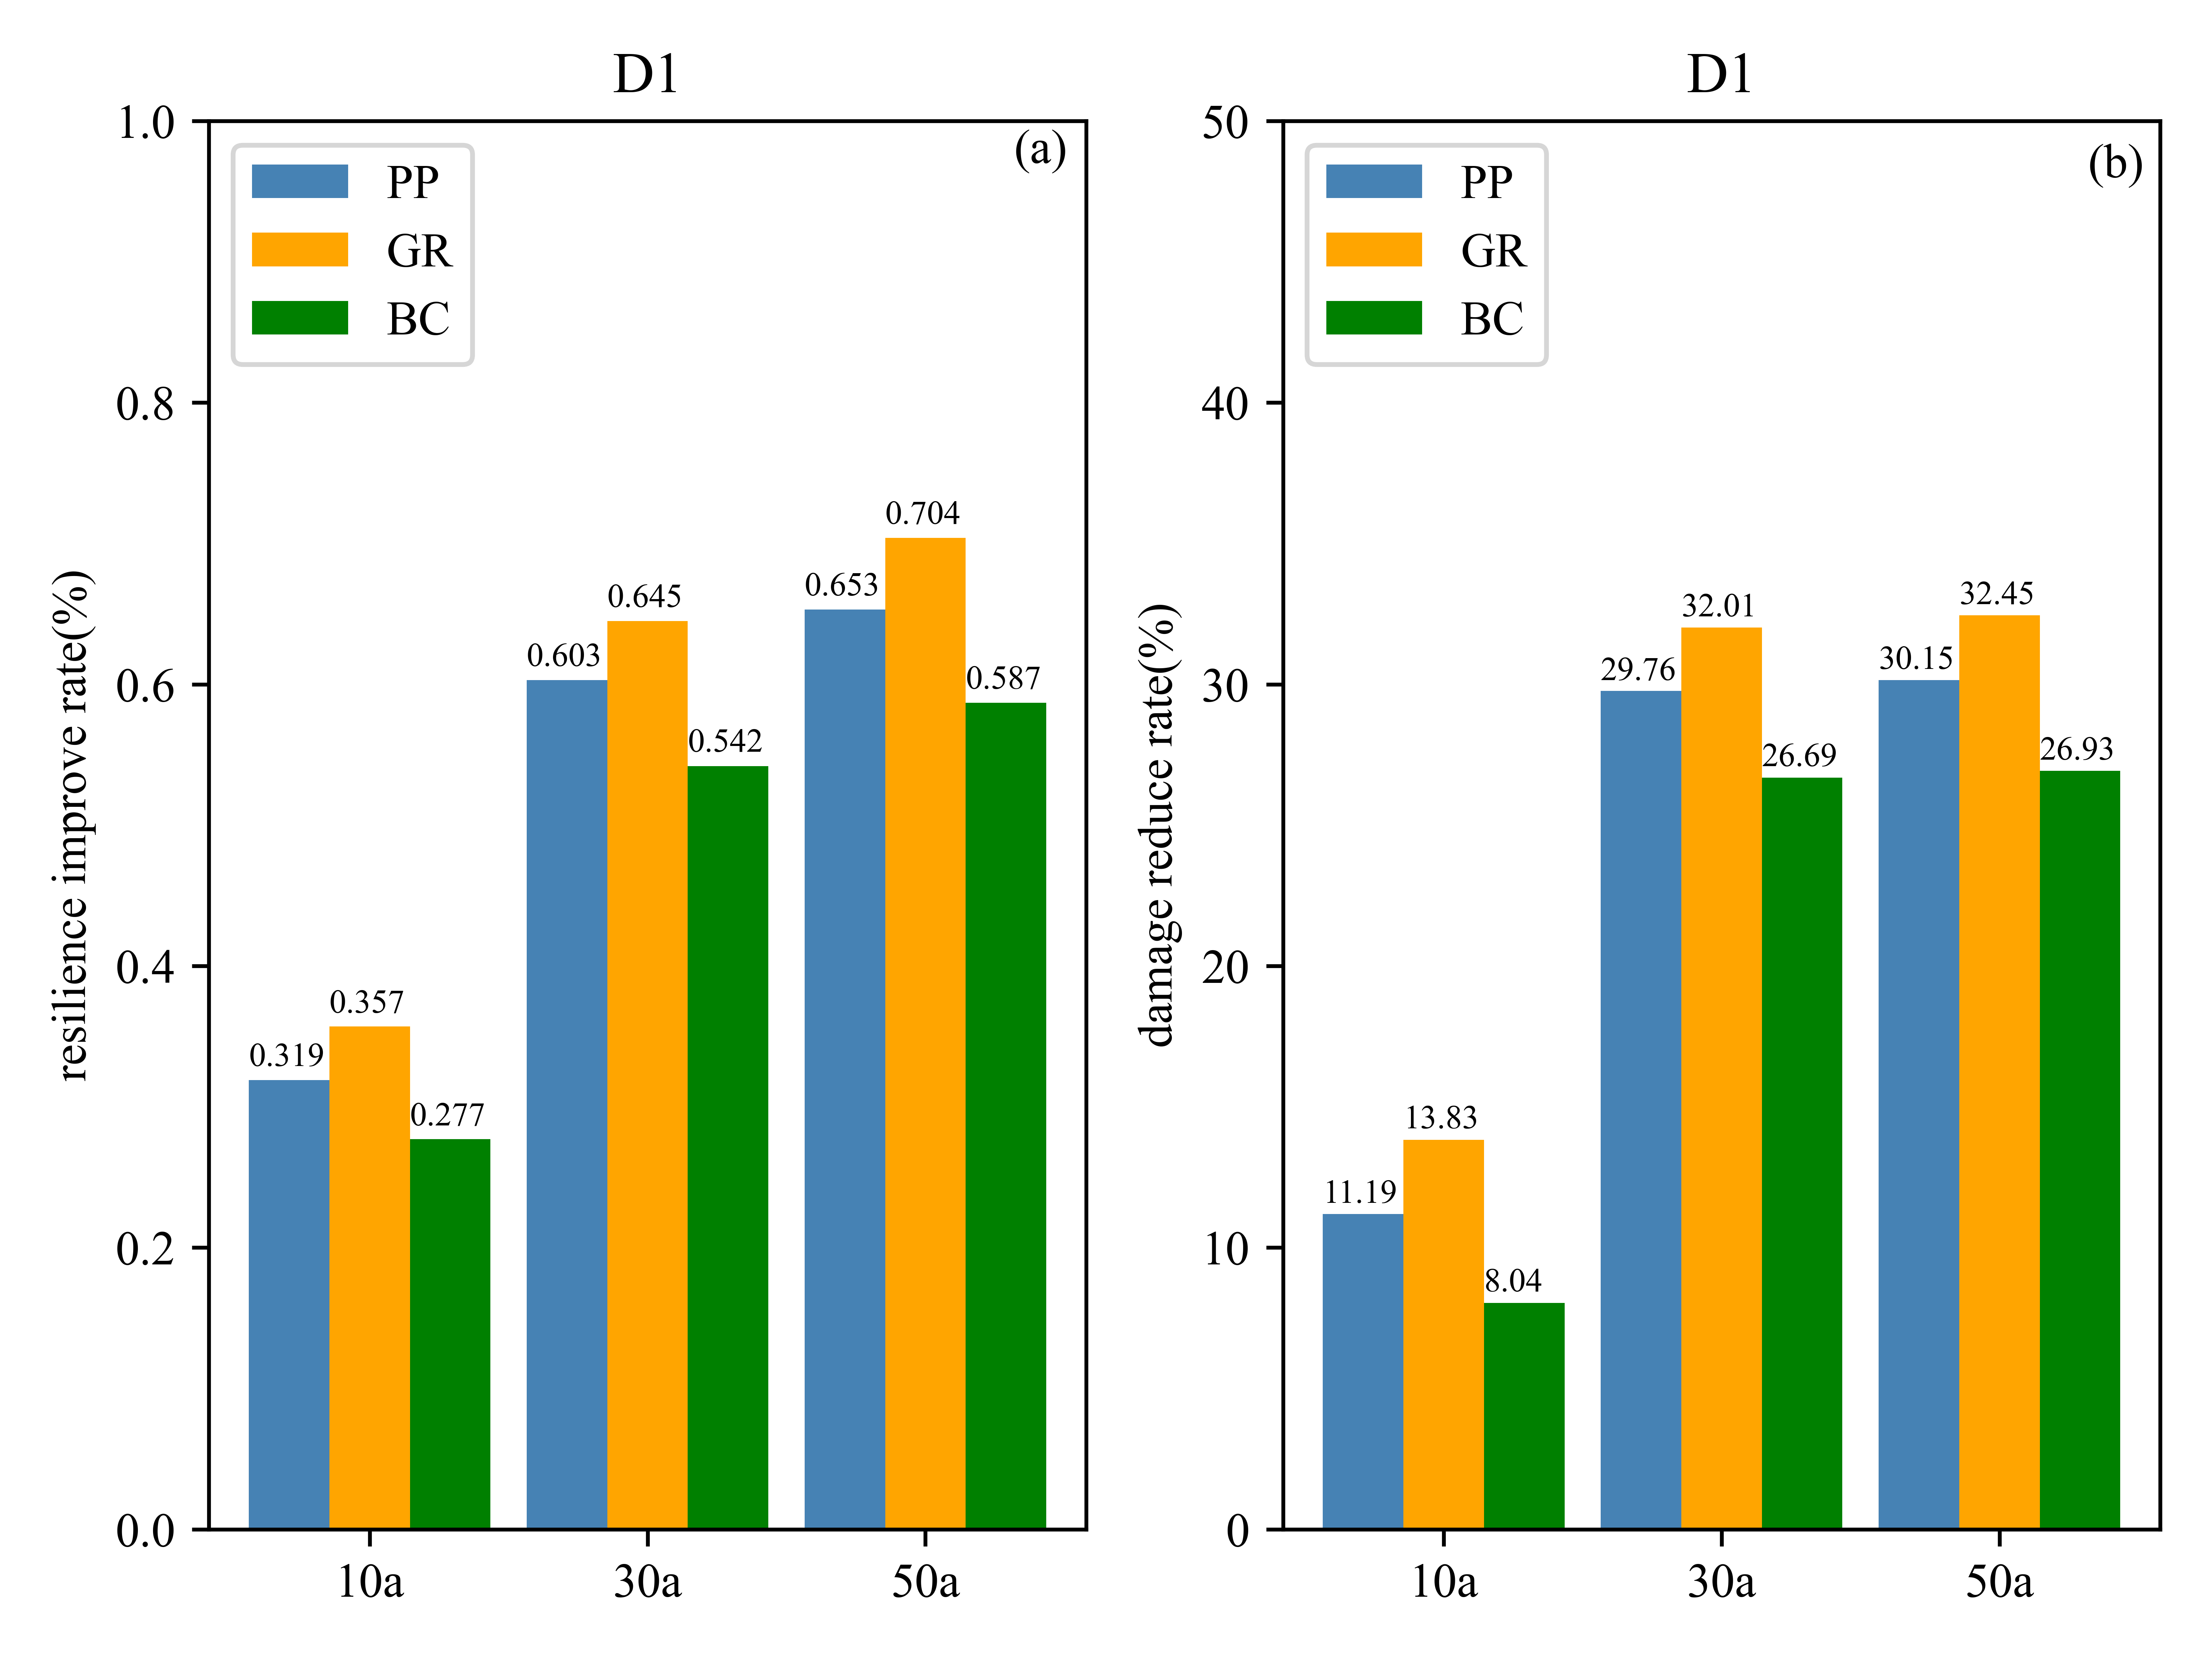 D1
(a)
PP
GR
BC
1.0
0.8
0.6
0.4
0.2
0.0
resilience improve rate(%)
0.319
0.357
0.277
0.603
0.645
0.542
0.653
0.704
0.587
10a
30a
50a
D1
(b)
PP
GR
BC
50
40
30
20
10
0
damage reduce rate(%)
11.19
13.83
8.04
29.76
32.01
26.69
30.15
32.45
26.93
10a
30a
50a